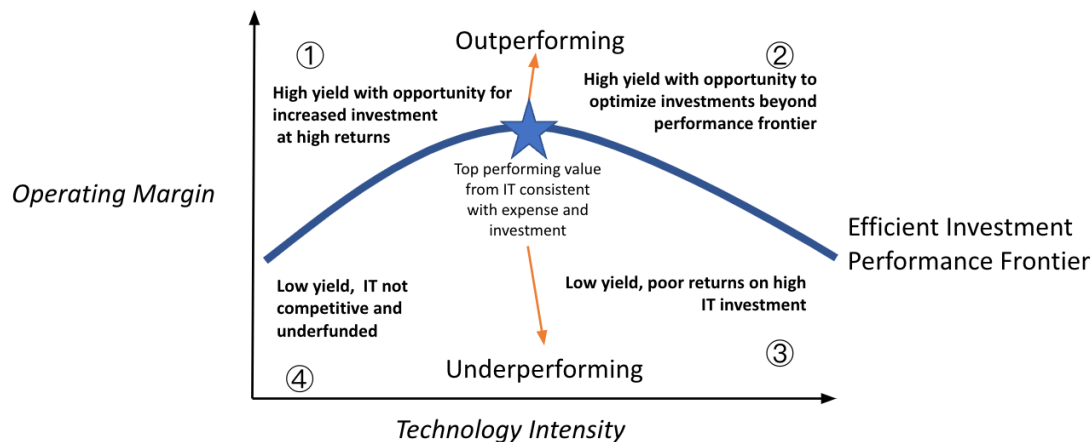 ①
Outperforming
②
High yield with opportunity for
increased investment
at high returns
High yield with opportunity to
optimize investments beyond
performance frontier
Operating Margin
Top performing value
from IT consistent
with expense and
investment
Efficient Investment
Performance Frontier
Low yield,  IT not
competitive and
underfunded
Low yield, poor returns on high
IT investment
④
Underperforming
③
Technology Intensity